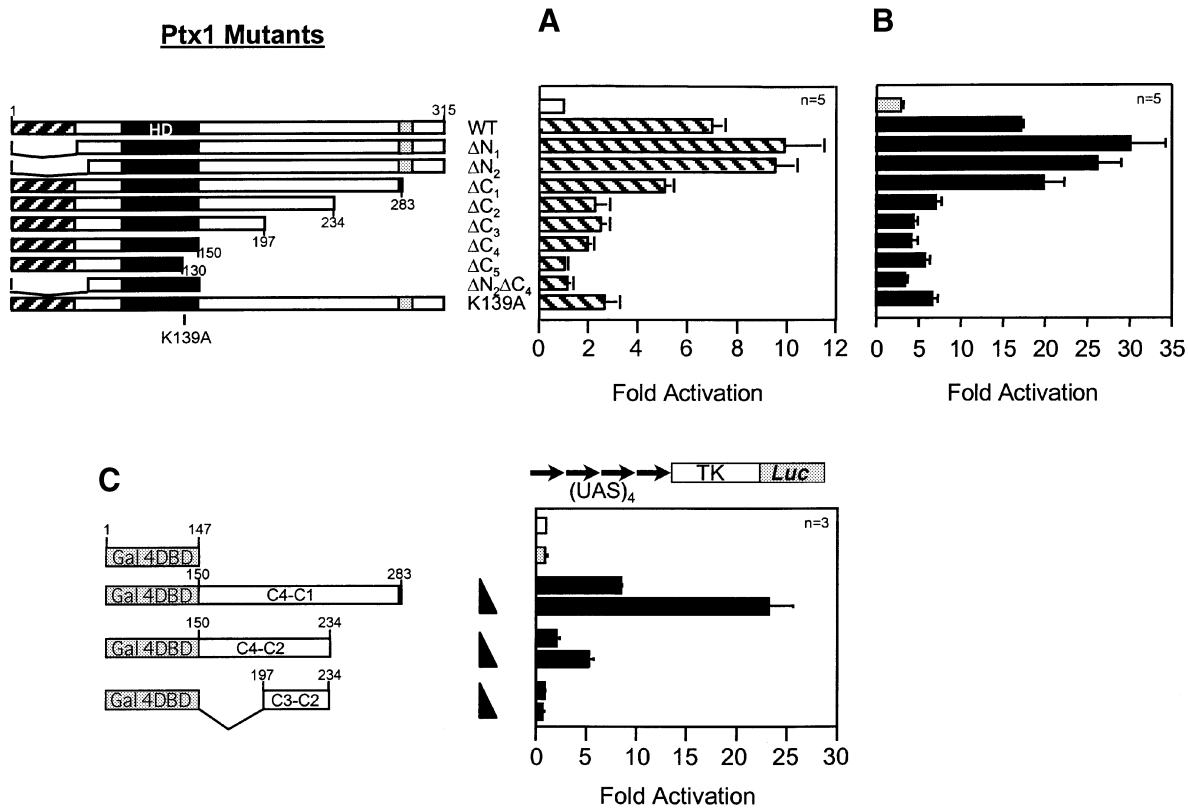 A
B
Ptx1 Mutants
1
315
HD
283
234
197
150
130
K139A
WT
ΔN1
ΔN2
ΔC1
ΔC2
ΔC3
ΔC4
ΔC5
ΔN2ΔC4
K139A
n=5
0 2 4 6 8 10 12
Fold Activation
n=5
0 5 10 15 20 25 30 35
Fold Activation
C
1 147
Gal 4DBD
150 283
Gal 4DBD C4-C1
150 234
Gal 4DBD C4-C2
197 234
Gal 4DBD C3-C2
TK Luc
(UAS)4
n=3
0 5 10 15 20 25 30
Fold Activation